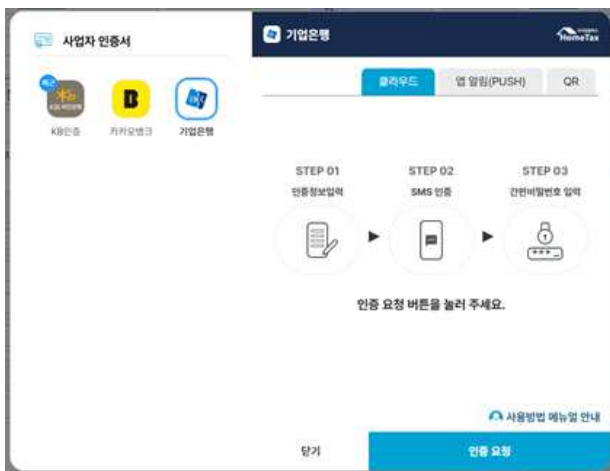 사업자 인증서
최근
KB인증
카카오뱅크
기업은행
기업은행
HomeTax
클라우드
앱 알림(PUSH)
QR
STEP 01
인증정보입력
STEP 02
SMS 인증
STEP 03
간편비밀번호 입력
인증 요청 버튼을 눌러 주세요.
사용방법 메뉴얼 안내
닫기
인증 요청